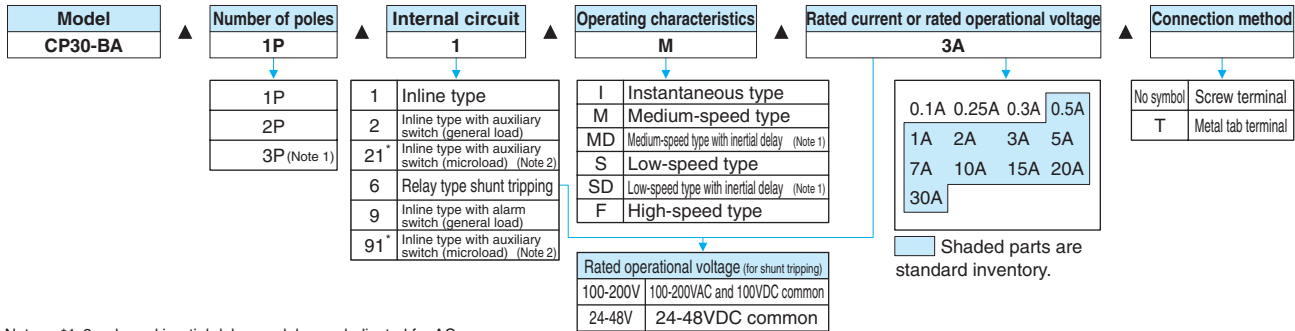 Model
CP30-BA
▲
Number of poles
1P
▲
Internal circuit
1
▲
Operating characteristics
M
▲
Rated current or rated operational voltage
3A
▲
Connection method
1P
2P
3P (Note 1)
1 Inline type
2 Inline type with auxiliary switch (general load)
21* Inline type with auxiliary switch (microload) (Note 2)
6 Relay type shunt tripping
9 Inline type with alarm switch (general load)
91* Inline type with auxiliary switch (microload) (Note 2)
I Instantaneous type
M Medium-speed type
MD Medium-speed type with inertial delay (Note 1)
S Low-speed type
SD Low-speed type with inertial delay (Note 1)
F High-speed type
Rated operational voltage (for shunt tripping)
100-200V 100-200VAC and 100VDC common
24-48V 24-48VDC common
0.1A 0.25A 0.3A 0.5A
1A 2A 3A 5A
7A 10A 15A 20A
30A
Shaded parts are
standard inventory.
No symbol Screw terminal
T Metal tab terminal